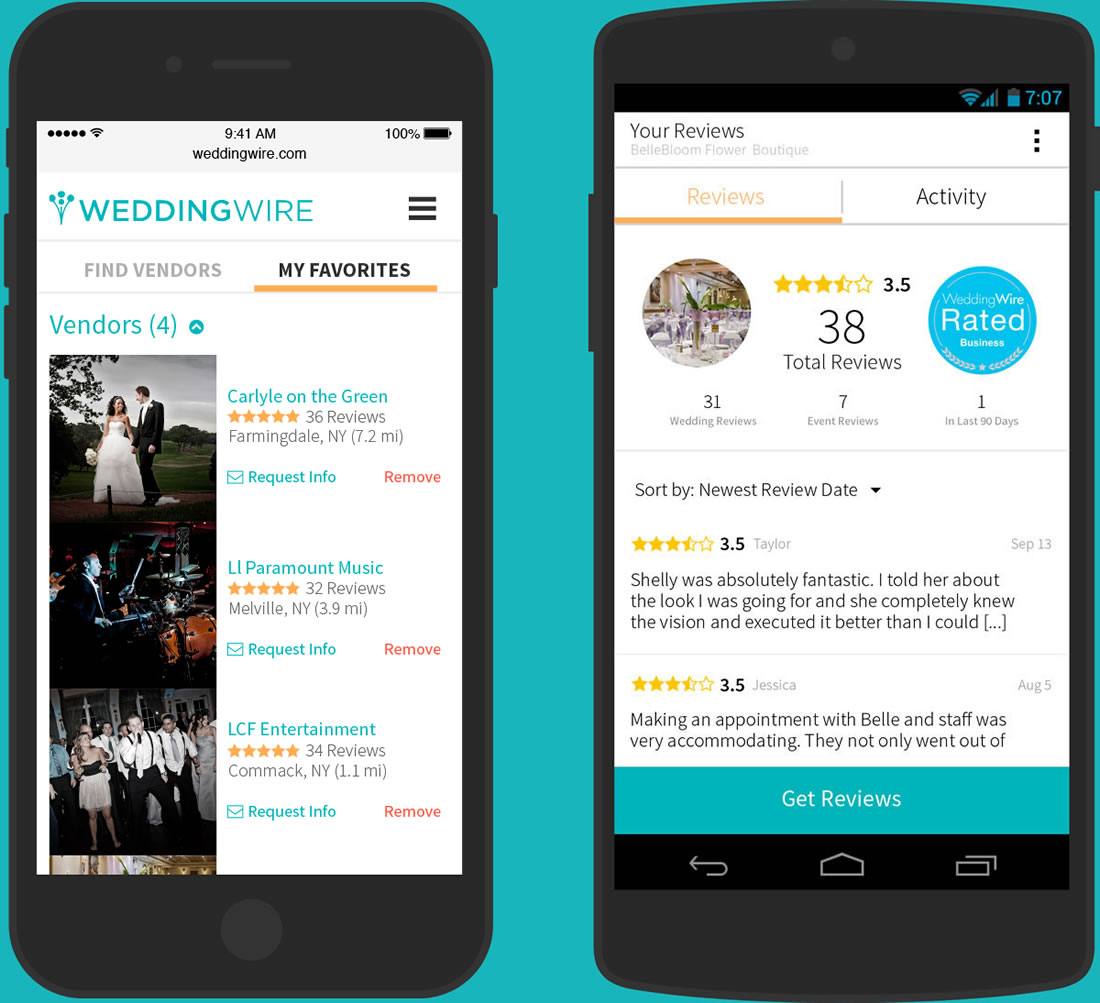 9:41 AM
100%
weddingwire.com
WEDDINGWIRE
FIND VENDORS
MY FAVORITES
Vendors (4)
Carlyle on the Green
36 Reviews
Farmingdale, NY (7.2 mi)
Request Info
Remove
LI Paramount Music
32 Reviews
Melville, NY (3.9 mi)
Request Info
Remove
LCF Entertainment
34 Reviews
Commack, NY (1.1 mi)
Request Info
Remove
7:07
Your Reviews
BelleBloom Flower Boutique
Reviews
Activity
3.5
38
Total Reviews
WeddingWire
Rated
Business
31
Wedding Reviews
7
Event Reviews
1
In Last 90 Days
Sort by: Newest Review Date
3.5 Taylor
Sep 13
Shelly was absolutely fantastic. I told her about
the look I was going for and she completely knew
the vision and executed it better than I could [...]
3.5 Jessica
Aug 5
Making an appointment with Belle and staff was
very accommodating. They not only went out of
Get Reviews